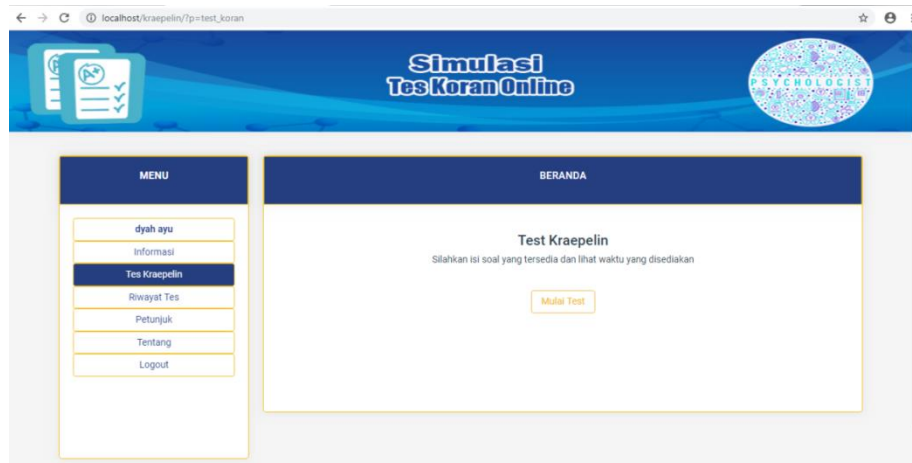 localhost/kraepelin/?p=test_koran
Simulasi
Tes Koran Online
A+
PSYCHOLOGIST
MENU
dyah ayu
Informasi
Tes Kraepelin
Riwayat Tes
Petunjuk
Tentang
Logout
BERANDA
Test Kraepelin
Silahkan isi soal yang tersedia dan lihat waktu yang disediakan
Mulai Test